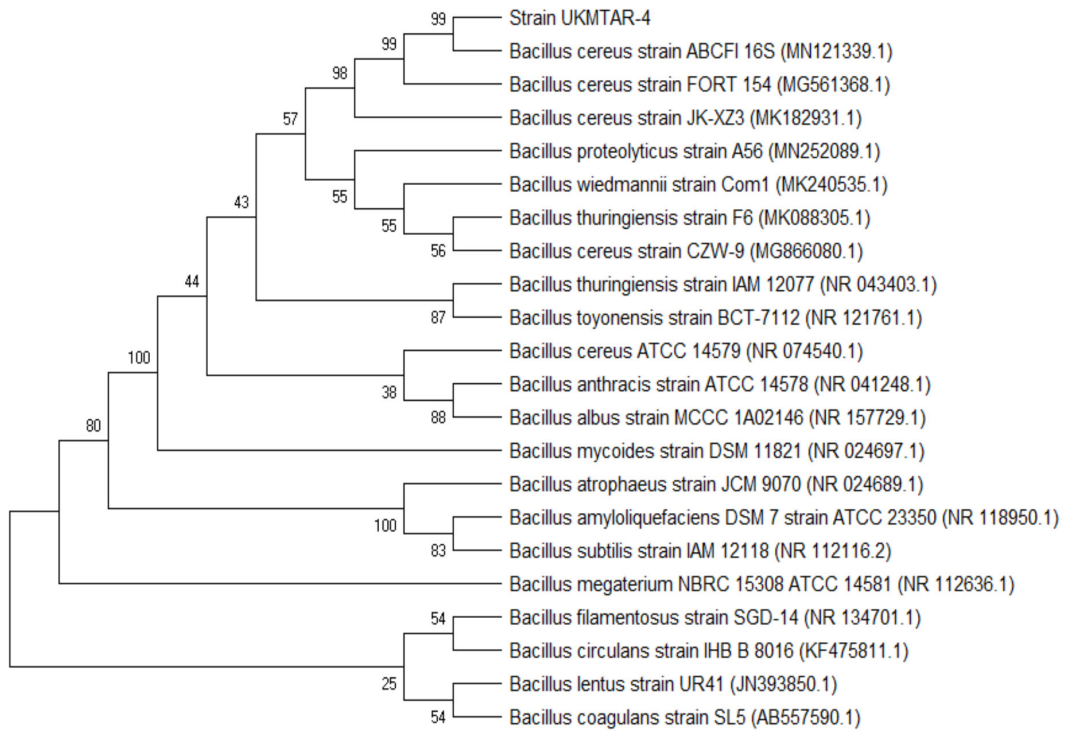 99
Strain UKMTAR-4
99
Bacillus cereus strain ABCFI 16S (MN121339.1)
98
Bacillus cereus strain FORT 154 (MG561368.1)
57
Bacillus cereus strain JK-XZ3 (MK182931.1)
Bacillus proteolyticus strain A56 (MN252089.1)
55
Bacillus wiedmannii strain Com1 (MK240535.1)
43
55
Bacillus thuringiensis strain F6 (MK088305.1)
56
Bacillus cereus strain CZW-9 (MG866080.1)
44
Bacillus thuringiensis strain IAM 12077 (NR 043403.1)
87
Bacillus toyonensis strain BCT-7112 (NR 121761.1)
100
Bacillus cereus ATCC 14579 (NR 074540.1)
38
Bacillus anthracis strain ATCC 14578 (NR 041248.1)
88
Bacillus albus strain MCCC 1A02146 (NR 157729.1)
80
Bacillus mycoides strain DSM 11821 (NR 024697.1)
Bacillus atrophaeus strain JCM 9070 (NR 024689.1)
100
Bacillus amyloliquefaciens DSM 7 strain ATCC 23350 (NR 118950.1)
83
Bacillus subtilis strain IAM 12118 (NR 112116.2)
Bacillus megaterium NBRC 15308 ATCC 14581 (NR 112636.1)
54
Bacillus filamentosus strain SGD-14 (NR 134701.1)
Bacillus circulans strain IHB B 8016 (KF475811.1)
25
Bacillus lentus strain UR41 (JN393850.1)
54
Bacillus coagulans strain SL5 (AB557590.1)